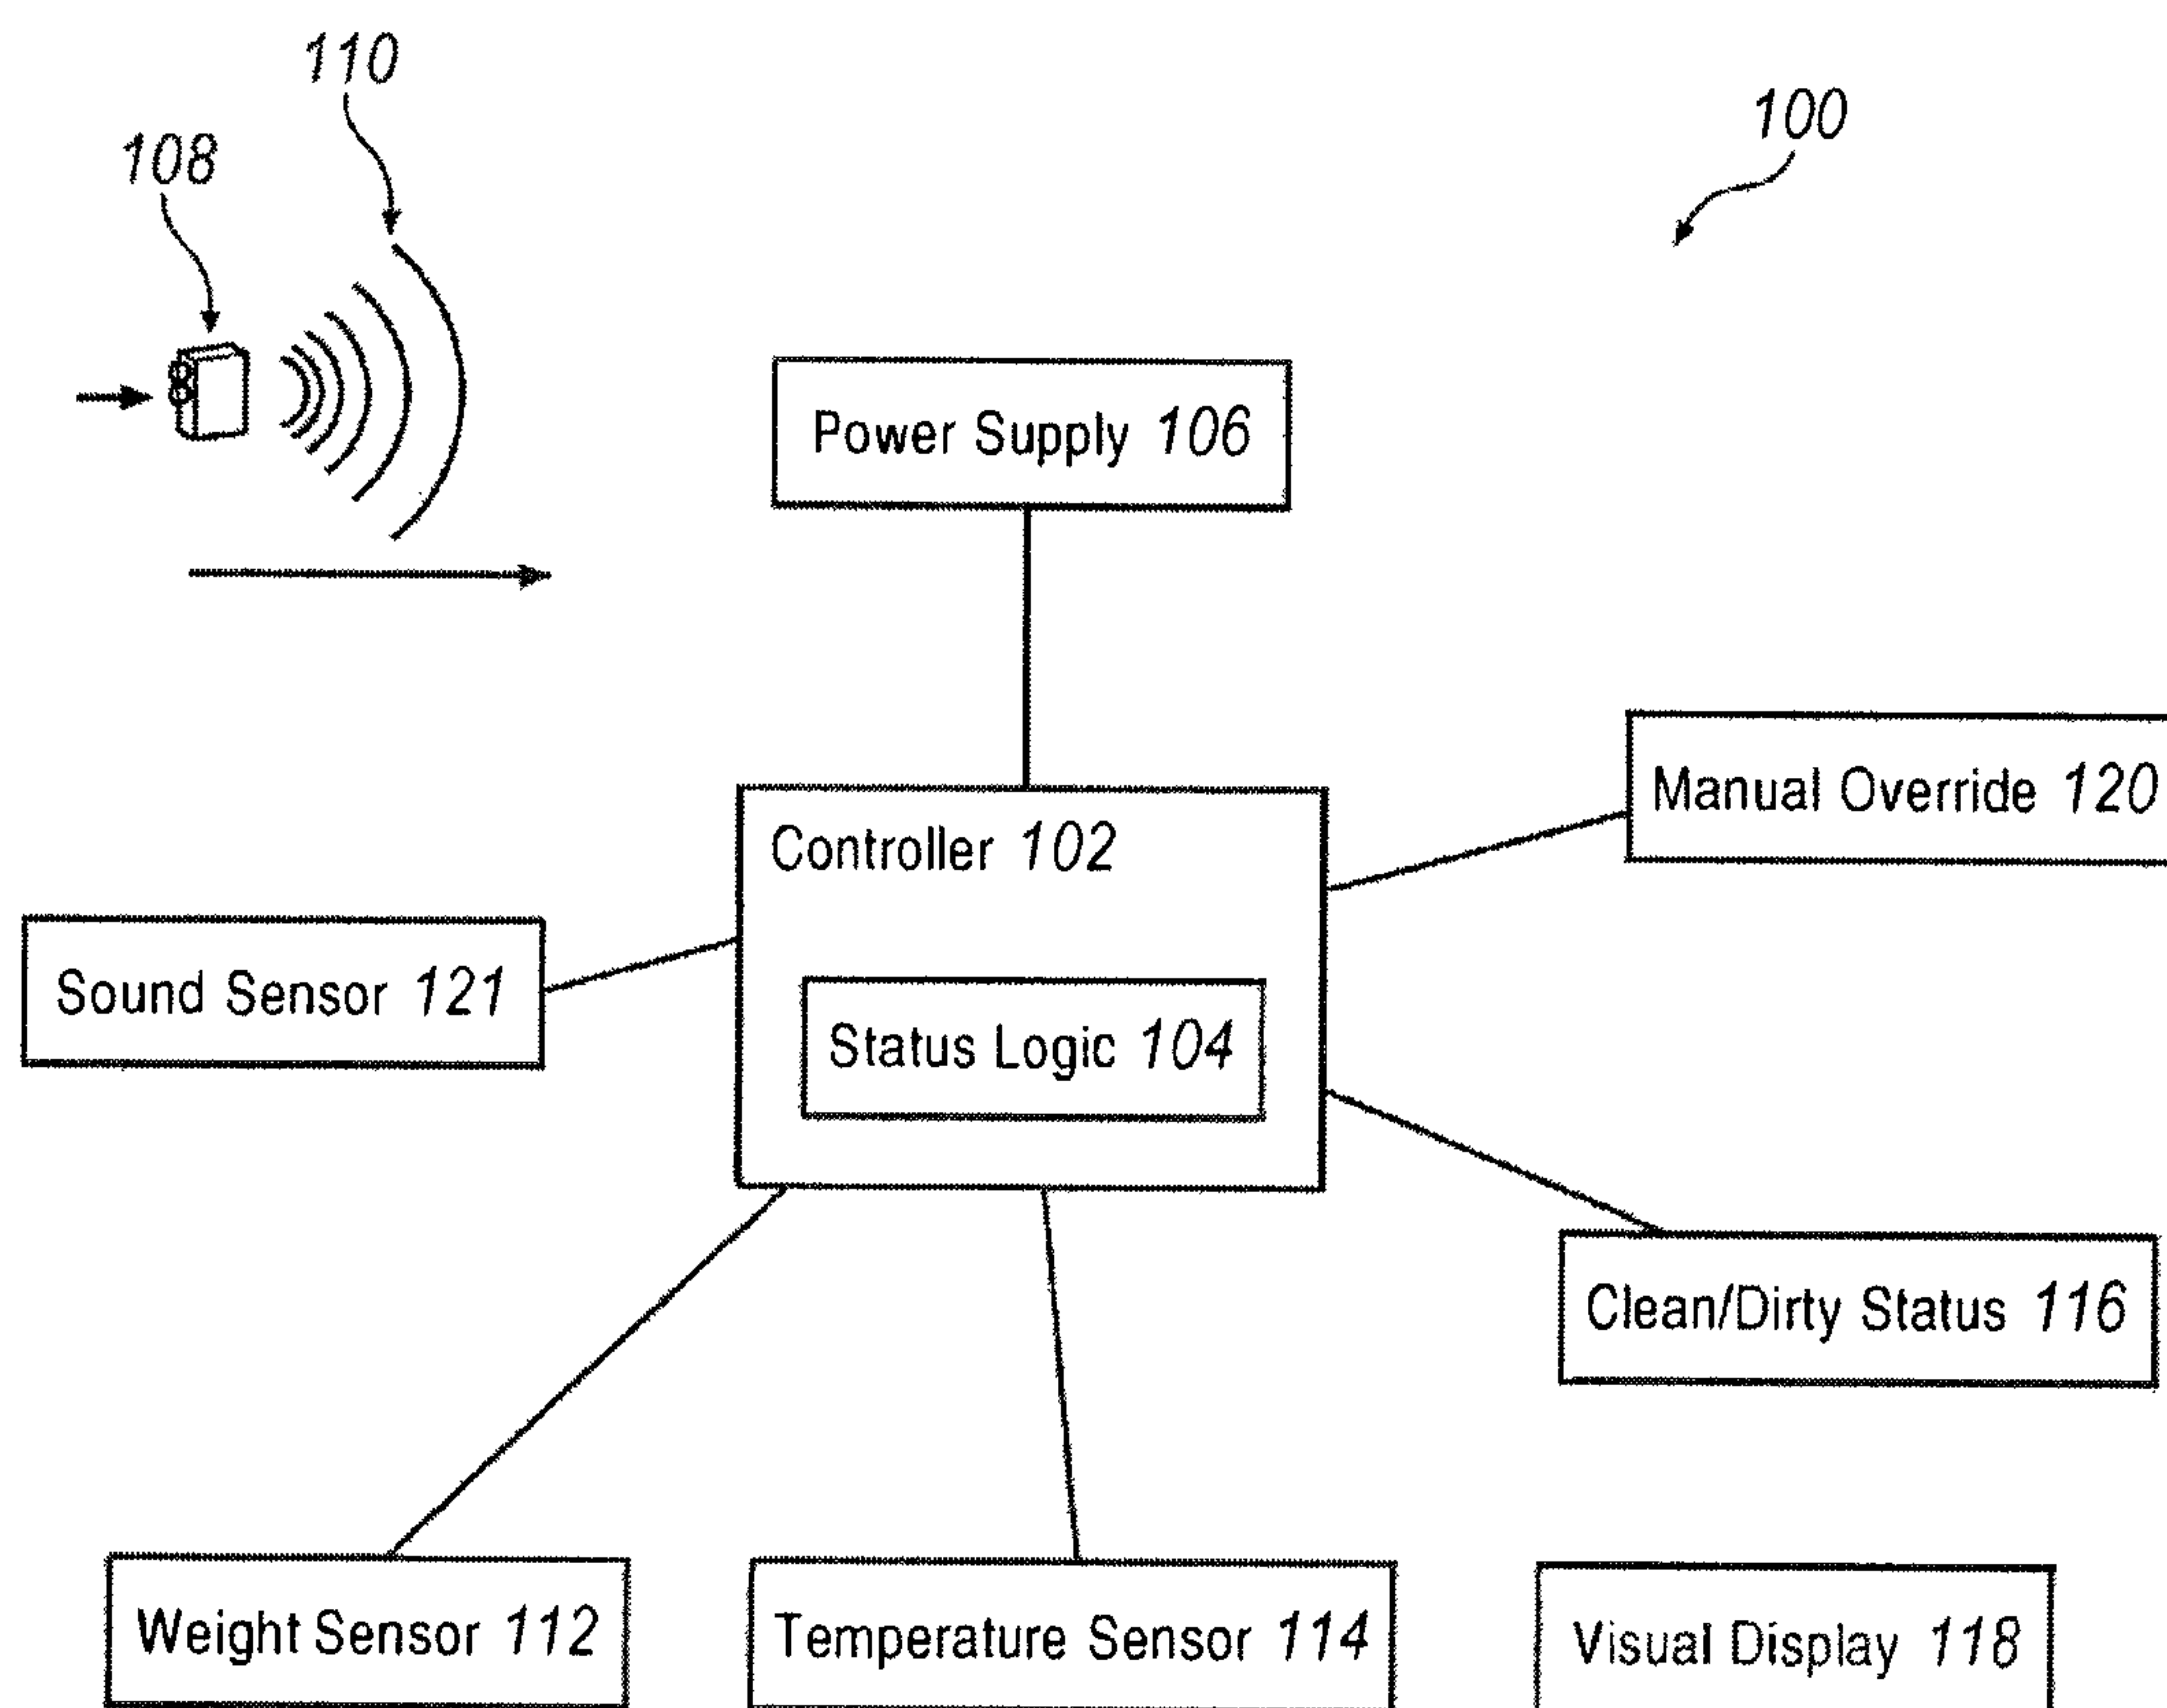 110
100
108
Power Supply 106
Manual Override 120
Controller 102
Sound Sensor 121
Status Logic 104
Clean/Dirty Status 116
Weight Sensor 112
Temperature Sensor 114
Visual Display 118